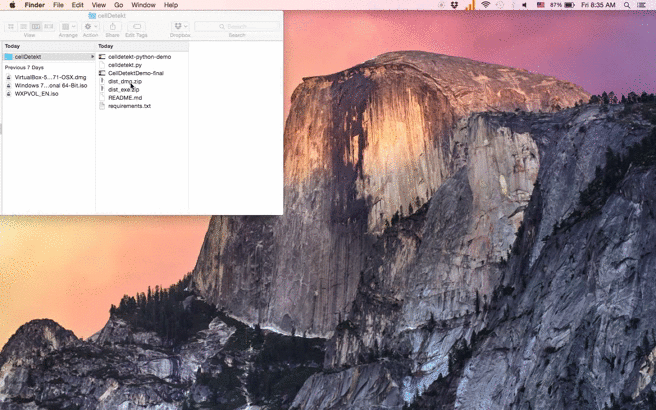 Finder File Edit View Go Window Help 87% Fri 8:35 AM
cellDetekt
View Arrange Action Share Edit Tags Dropbox Search
Search
Today
cellDetekt
Previous 7 Days
VirtualBox-5...71-OSX.dmg
Windows 7...onal 64-Bit.iso
WXPVOL_EN.iso
Today
celldetekt-python-demo
celldetekt.py
CellDetektDemo-final
dist_dmg.zip
dist_exe.zip
README.md
requirements.txt